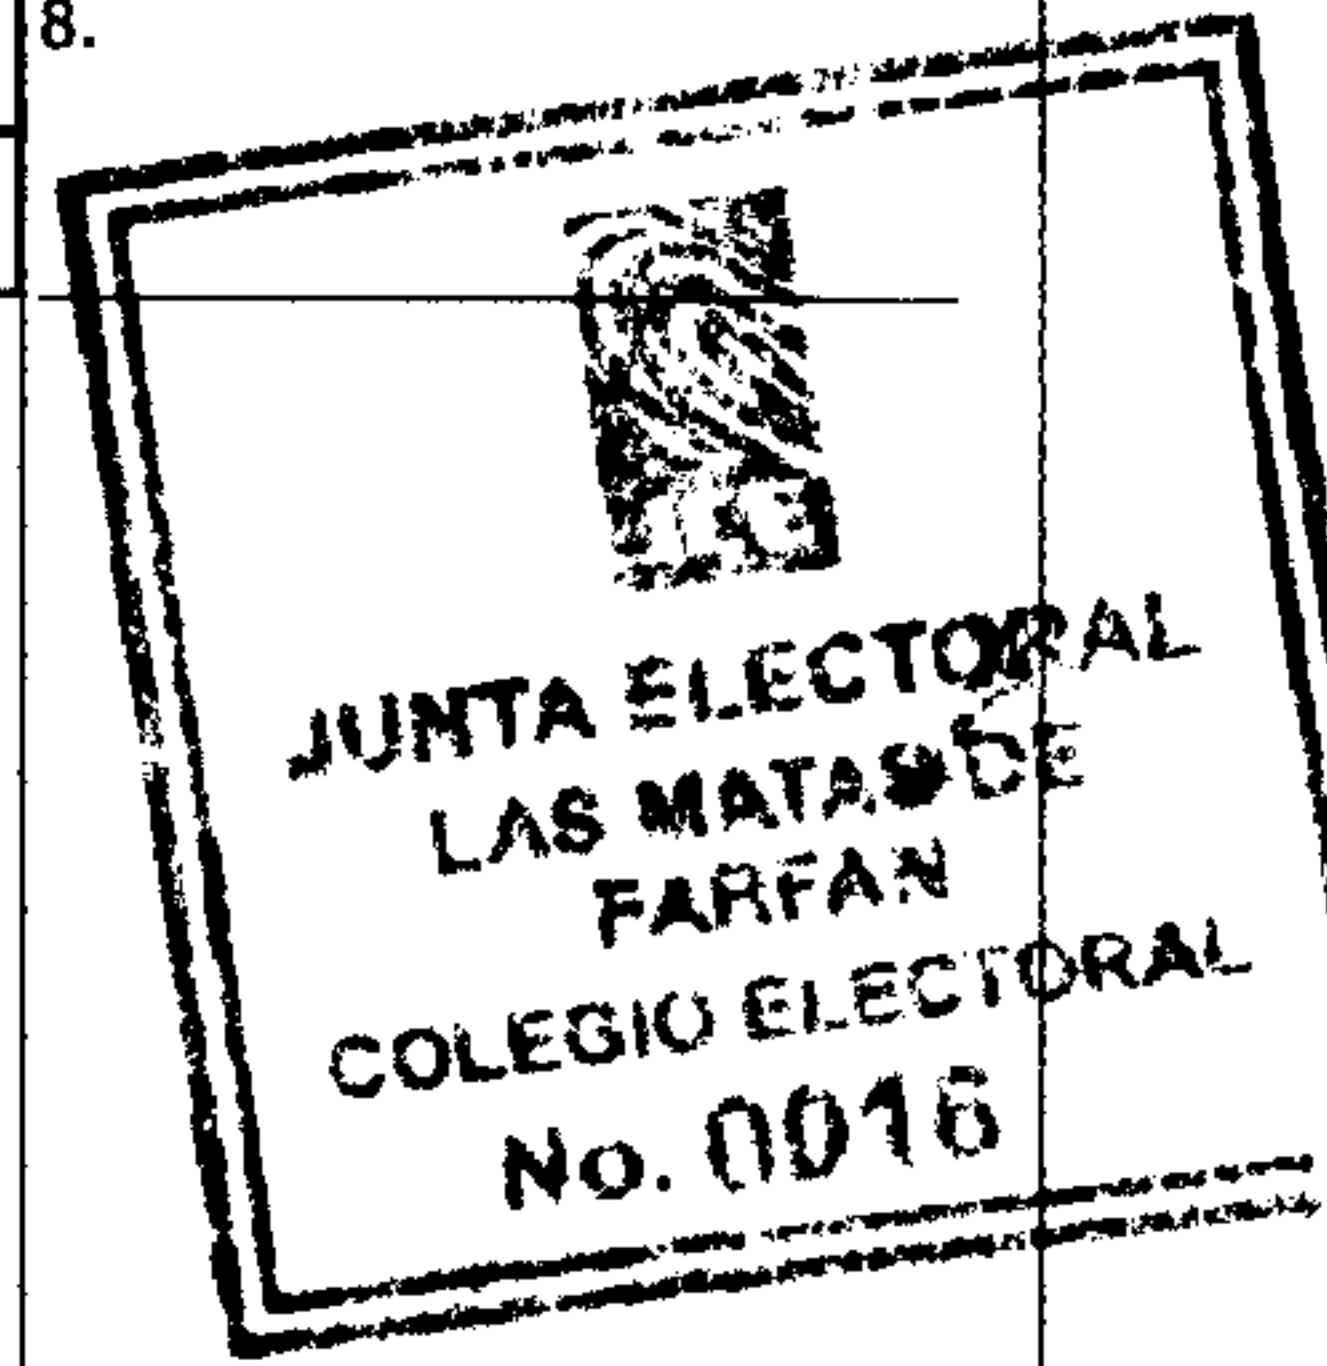 8.
JUNTA ELECTORAL
LAS MATAS DE
FARFAN
COLEGIO ELECTORAL
No. 0016